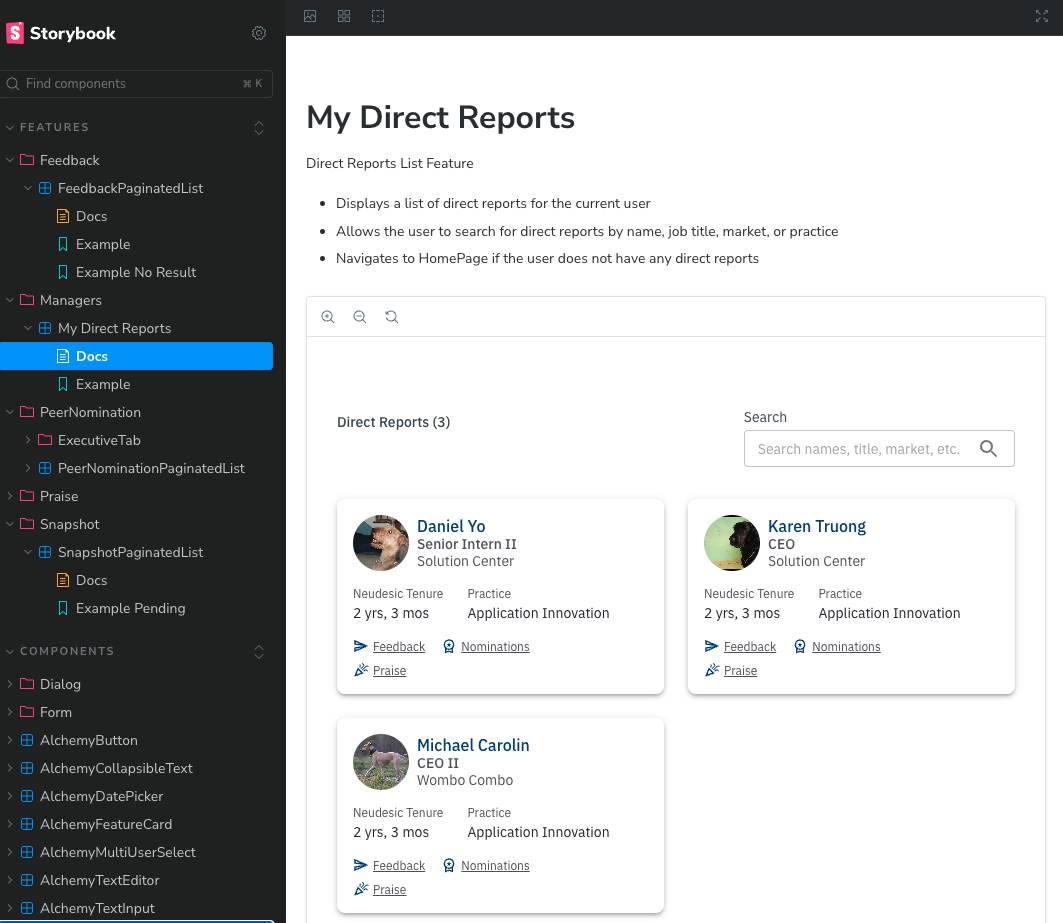 Storybook
Find components
⌘ K
FEATURES
Feedback
FeedbackPaginatedList
Docs
Example
Example No Result
Managers
My Direct Reports
Docs
Example
PeerNomination
ExecutiveTab
PeerNominationPaginatedList
Praise
Snapshot
SnapshotPaginatedList
Docs
Example Pending
COMPONENTS
Dialog
Form
AlchemyButton
AlchemyCollapsibleText
AlchemyDatePicker
AlchemyFeatureCard
AlchemyMultiUserSelect
AlchemyTextEditor
AlchemyTextInput
My Direct Reports
Direct Reports List Feature
Displays a list of direct reports for the current user
Allows the user to search for direct reports by name, job title, market, or practice
Navigates to HomePage if the user does not have any direct reports
Direct Reports (3)
Search
Search names, title, market, etc.
Daniel Yo
Senior Intern II
Solution Center
Neudesic Tenure Practice
2 yrs, 3 mos Application Innovation
Feedback Nominations
Praise
Karen Truong
CEO
Solution Center
Neudesic Tenure Practice
2 yrs, 3 mos Application Innovation
Feedback Nominations
Praise
Michael Carolin
CEO II
Wombo Combo
Neudesic Tenure Practice
2 yrs, 3 mos Application Innovation
Feedback Nominations
Praise